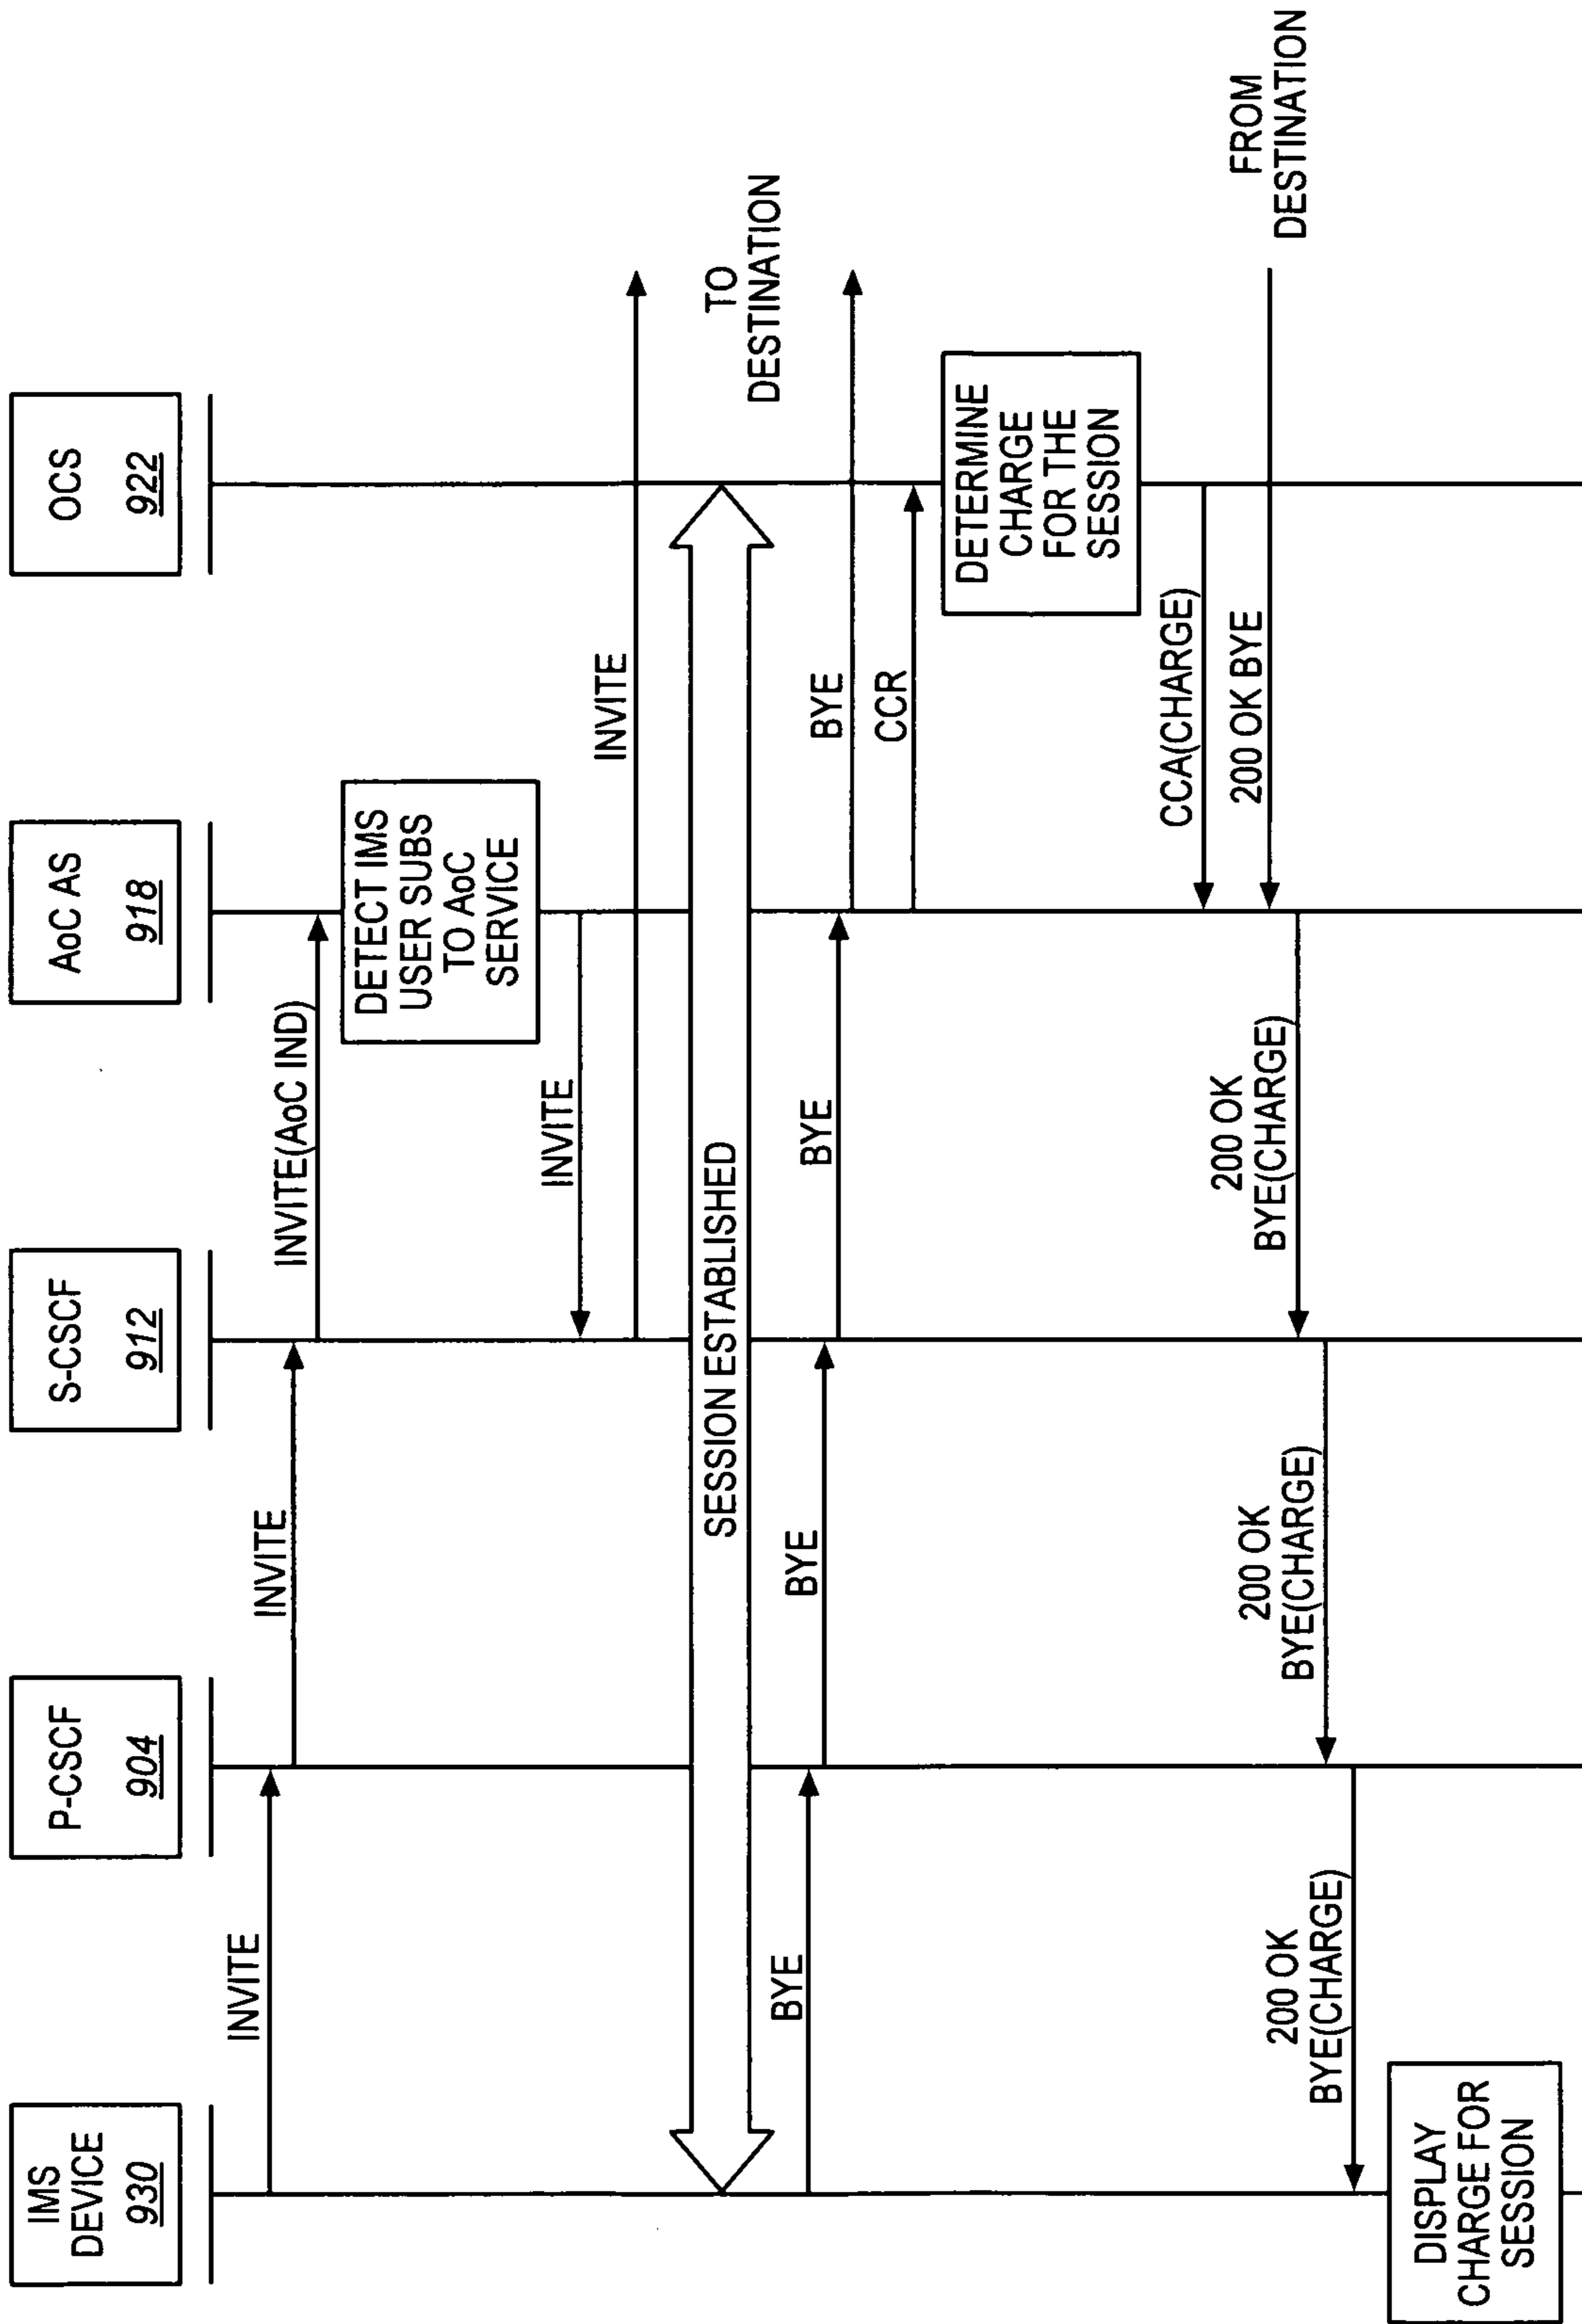 IMS
DEVICE
930
P-CSCF
904
S-CSCF
912
AoC AS
918
OCS
922
INVITE
INVITE
INVITE(AoC IND)
DETECT IMS
USER SUBS
TO AoC
SERVICE
INVITE
INVITE
TO
DESTINATION
SESSION ESTABLISHED
BYE
BYE
BYE
BYE
CCR
DETERMINE
CHARGE
FOR THE
SESSION
CCA(CHARGE)
200 OK BYE
FROM
DESTINATION
200 OK
BYE(CHARGE)
200 OK
BYE(CHARGE)
200 OK
BYE(CHARGE)
DISPLAY
CHARGE FOR
SESSION